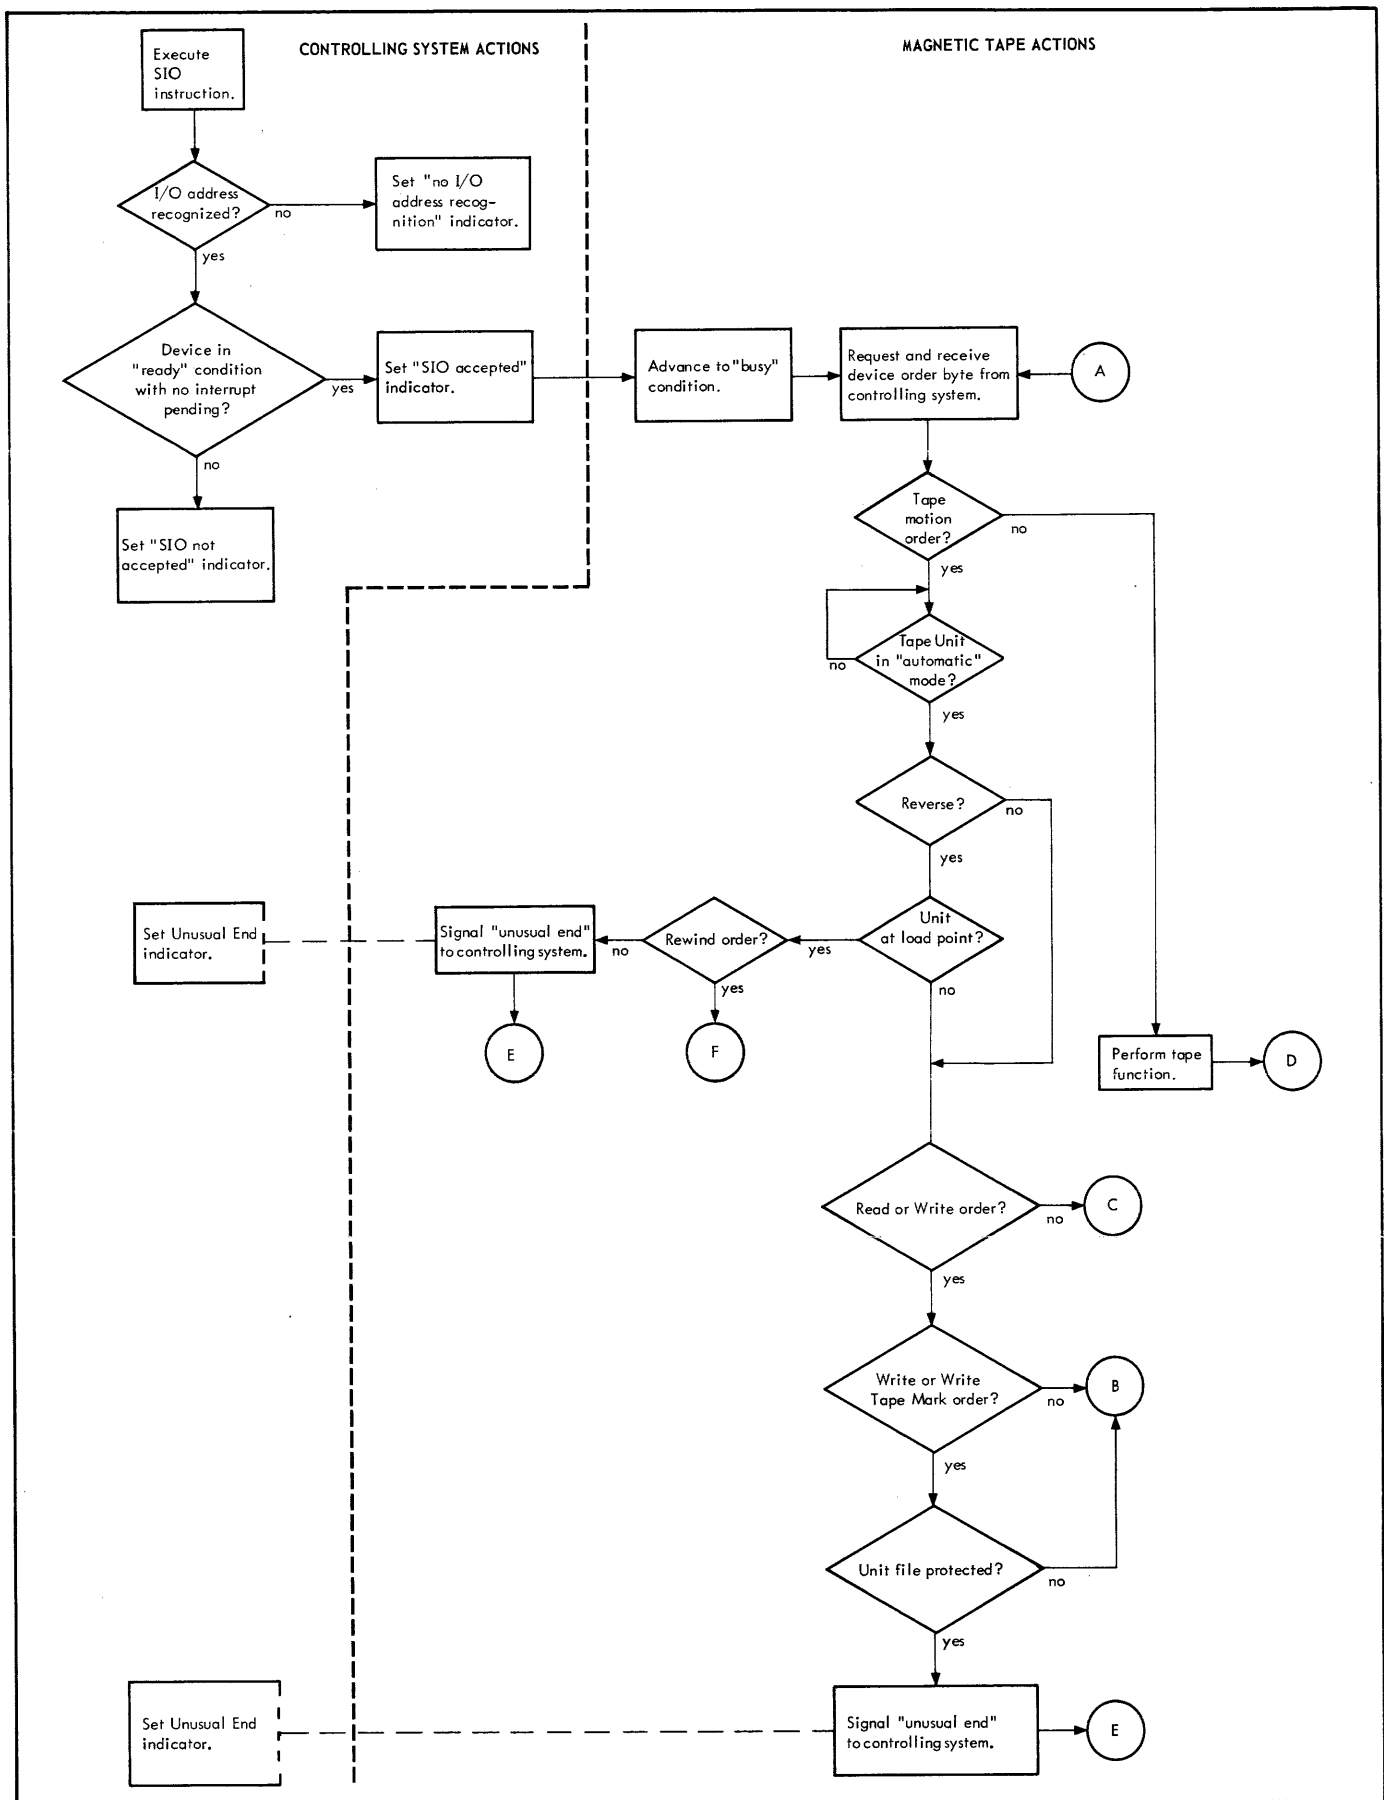 CONTROLLING SYSTEM ACTIONS
MAGNETIC TAPE ACTIONS
Execute
SIO
instruction.
I/O address
recognized?
no
yes
Set "no I/O
address recog-
nition" indicator.
Device in
"ready" condition
with no interrupt
pending?
yes
no
Set "SIO accepted"
indicator.
Set "SIO not
accepted" indicator.
Advance to "busy"
condition.
Request and receive
device order byte from
controlling system.
A
Tape
motion
order?
no
yes
Tape Unit
in "automatic"
mode?
no
yes
Reverse?
no
yes
Unit
at load point?
yes
no
Rewind order?
no
yes
Signal "unusual end"
to controlling system.
Set Unusual End
indicator.
E
F
Perform tape
function.
D
Read or Write order?
no
C
yes
Write or Write
Tape Mark order?
no
B
yes
Unit file protected?
no
yes
Signal "unusual end"
to controlling system.
E
Set Unusual End
indicator.